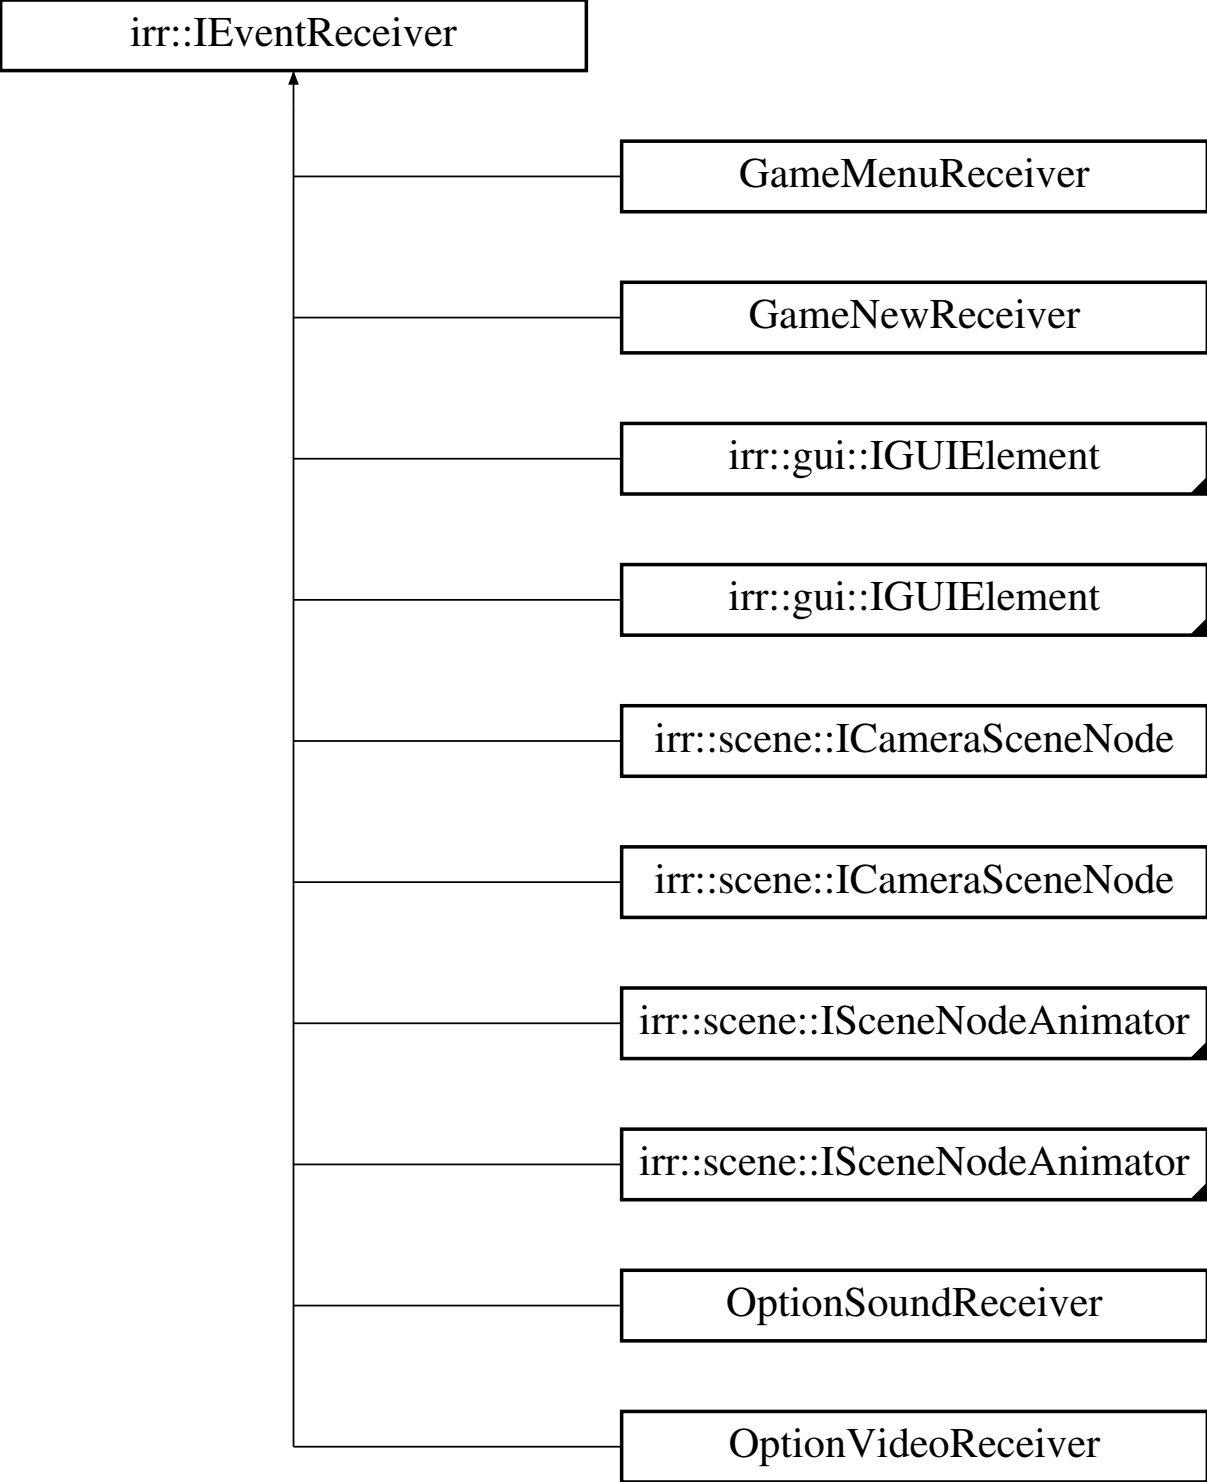 irr::IEventReceiver
GameMenuReceiver
GameNewReceiver
irr::gui::IGUIElement
irr::gui::IGUIElement
irr::scene::ICameraSceneNode
irr::scene::ICameraSceneNode
irr::scene::ISceneNodeAnimator
irr::scene::ISceneNodeAnimator
OptionSoundReceiver
OptionVideoReceiver